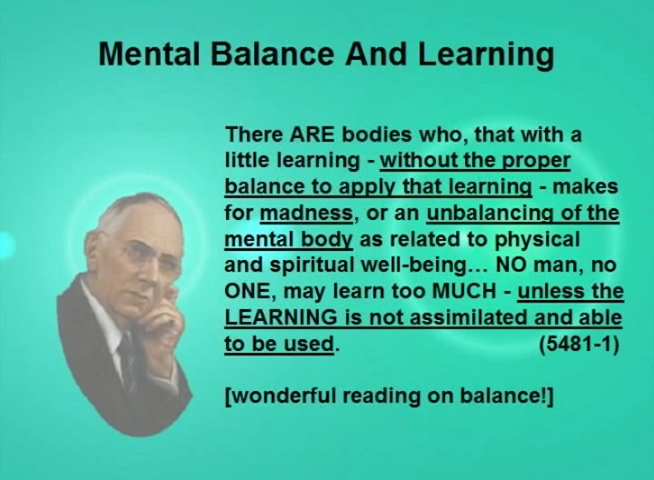 Mental Balance And Learning
There ARE bodies who, that with a
little learning - without the proper
balance to apply that learning - makes
for madness, or an unbalancing of the
mental body as related to physical
and spiritual well-being... NO man, no
ONE, may learn too MUCH - unless the
LEARNING is not assimilated and able
to be used. (5481-1)
[wonderful reading on balance!]